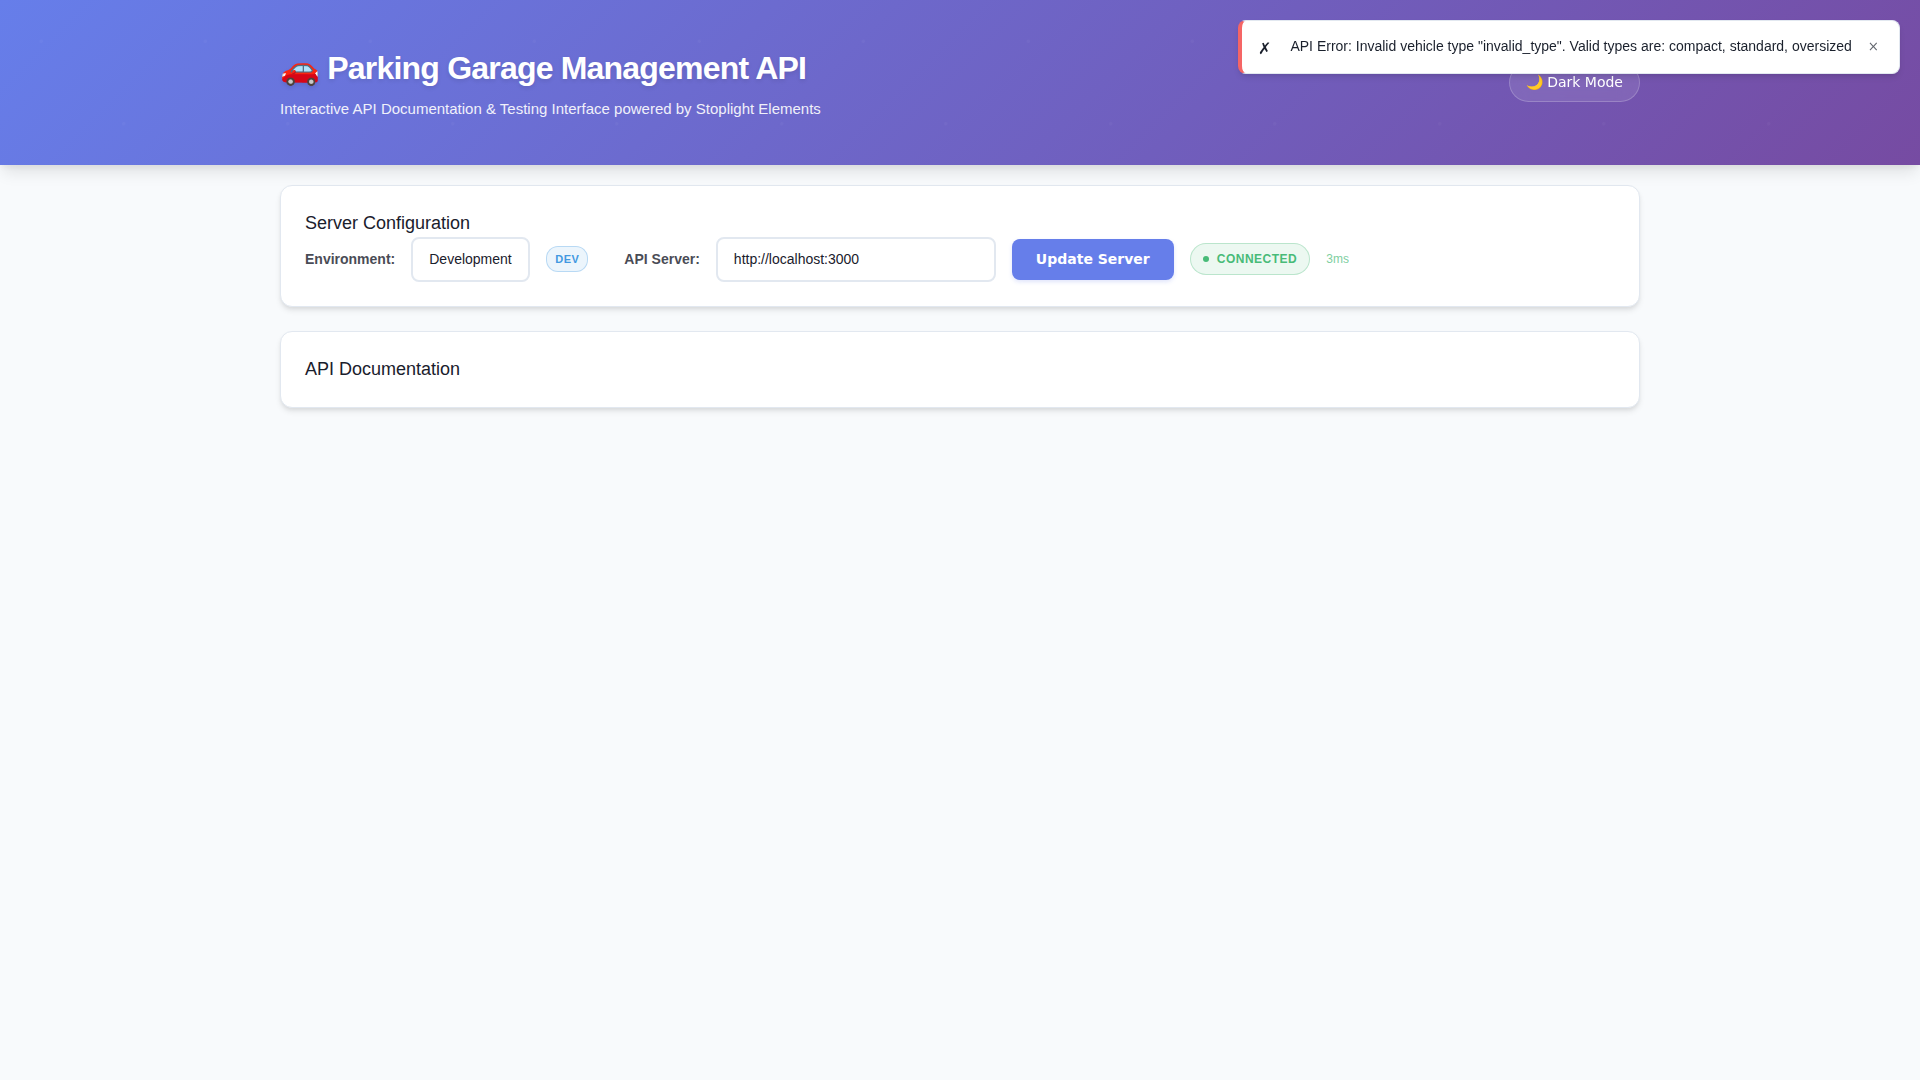 🚗 Parking Garage Management API
Interactive API Documentation & Testing Interface powered by Stoplight Elements
✗ API Error: Invalid vehicle type "invalid_type". Valid types are: compact, standard, oversized ×
🌙 Dark Mode
Server Configuration
Environment: Development DEV API Server: http://localhost:3000 Update Server CONNECTED 3ms
API Documentation